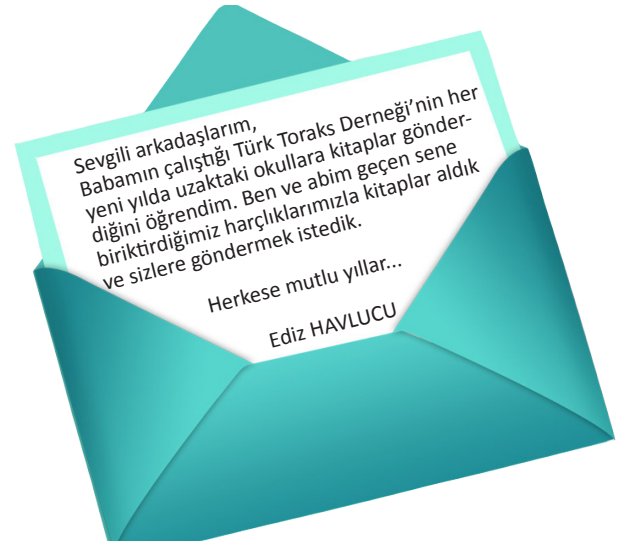 Sevgili arkadaşlarım,
Babamın çalıştığı Türk Toraks Derneği'nin her
yeni yılda uzaktaki okullara kitaplar gönder-
diğini öğrendim. Ben ve abim geçen sene
biriktirdiğimiz harçlıklarımızla kitaplar aldık
ve sizlere göndermek istedik.
Herkese mutlu yıllar...
Ediz HAVLUCU